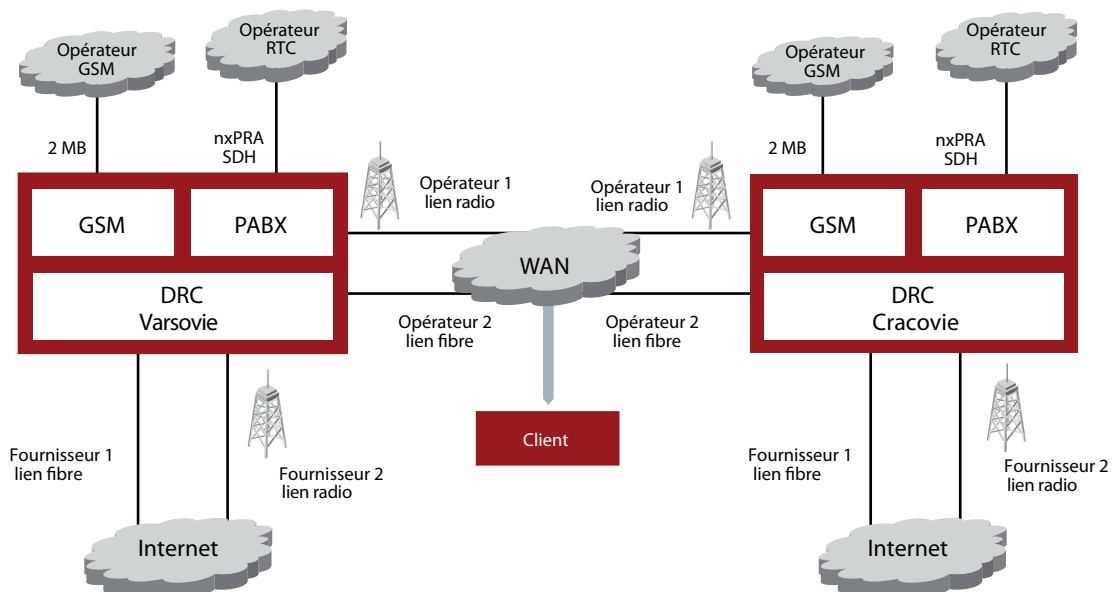 Opérateur
GSM
Opérateur
RTC
Opérateur
GSM
Opérateur
RTC
2 MB
nxPRA
SDH
2 MB
nxPRA
SDH
Opérateur 1
lien radio
Opérateur 1
lien radio
GSM
PABX
WAN
GSM
PABX
DRC
Varsovie
DRC
Cracovie
Opérateur 2
lien fibre
Opérateur 2
lien fibre
Client
Fournisseur 1
lien fibre
Fournisseur 2
lien radio
Fournisseur 1
lien fibre
Fournisseur 2
lien radio
Internet
Internet